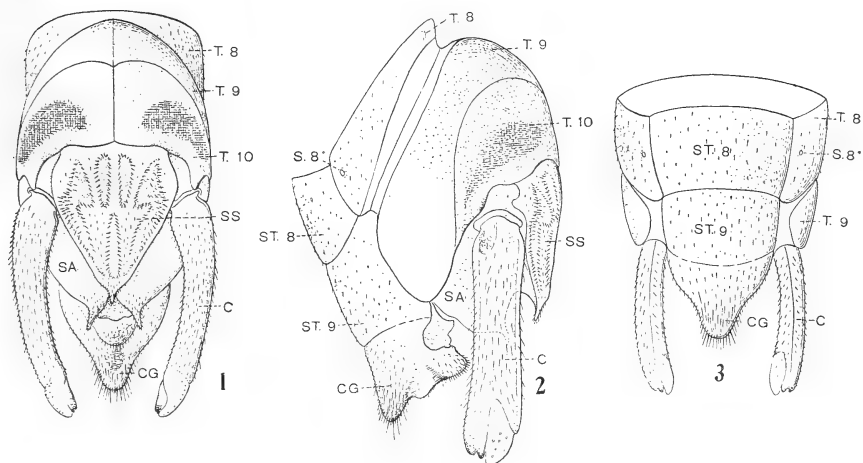 T. 8
T. 9
T. 10
SS
SA
C
CG
1
T. 8
T. 9
T. 10
S. 8°
ST. 8
SS
SA
ST. 9
C
CG
2
T. 8
ST. 8
S. 8°
ST. 9
T. 9
CG
C
3